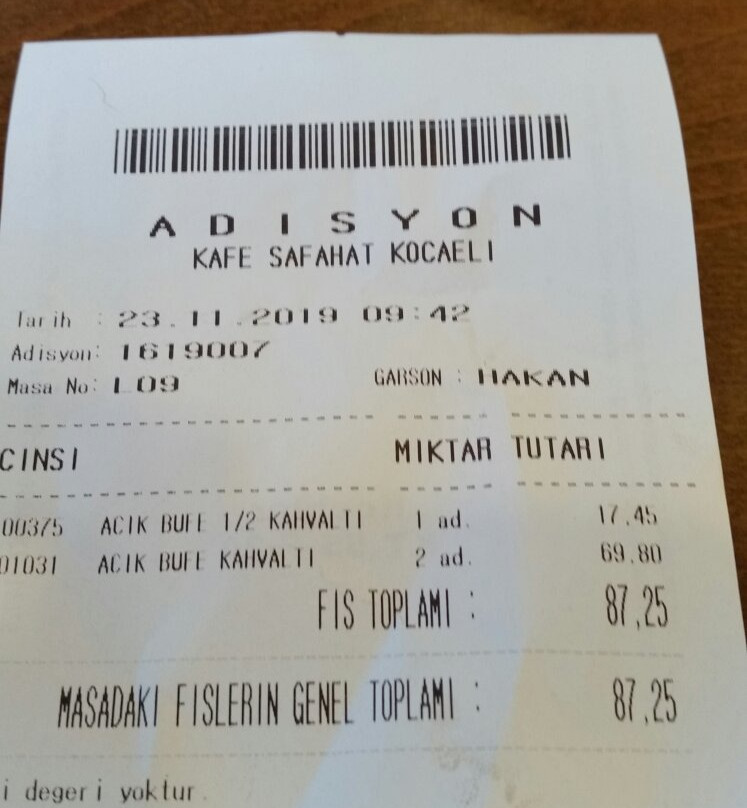 A D I S Y O N
KAFE SAFAHAT KOCAELI
Tarih : 23.11.2019 09:42
Adisyon: 1619007
Masa No: L09 GARSON : HAKAN
CINSI MIKTAR TUTARI
00375 ACIK BUFE 1/2 KAHVALTI 1 ad. 17.45
01031 ACIK BUFE KAHVALTI 2 ad. 69.80
FIS TOPLAMI : 87,25
MASADAKI FISLERIN GENEL TOPLAMI : 87,25
i degeri yoktur.